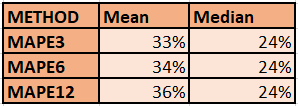 METHOD Mean Median
MAPE3 33% 24%
MAPE6 34% 24%
MAPE12 36% 24%